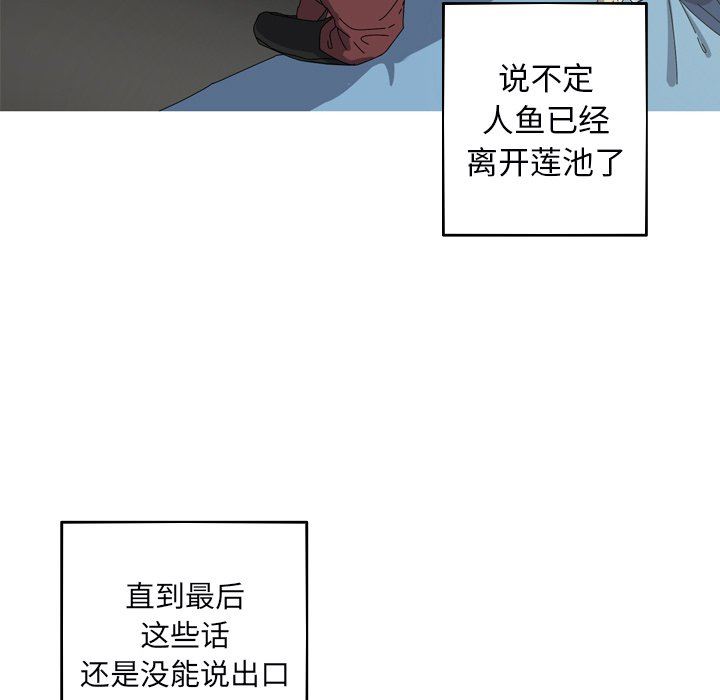 说不定
人鱼已经
离开莲池了
直到最后
这些话
还是没能说出口